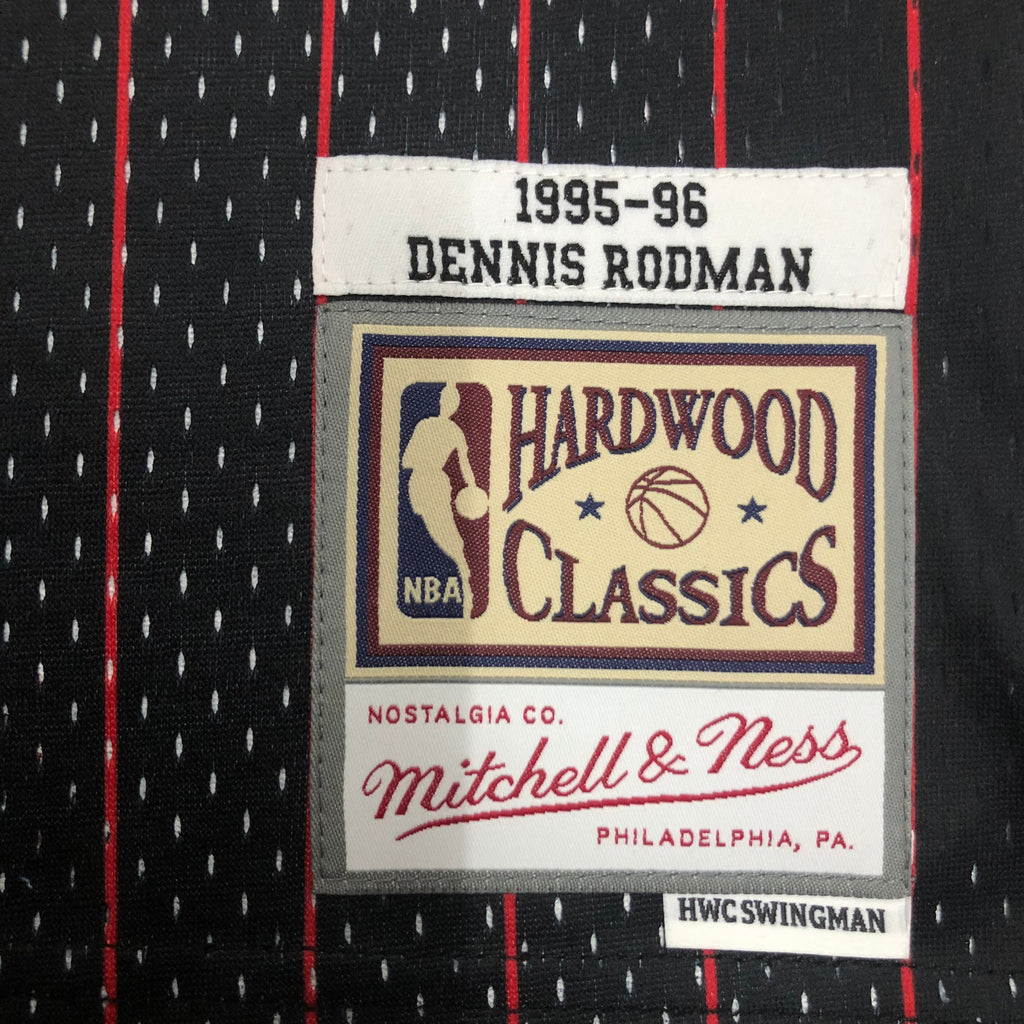 1995-96
DENNIS RODMAN
HARDWOOD
CLASSICS
NBA
NOSTALGIA CO.
Mitchell & Ness
PHILADELPHIA, PA.
HWC SWINGMAN